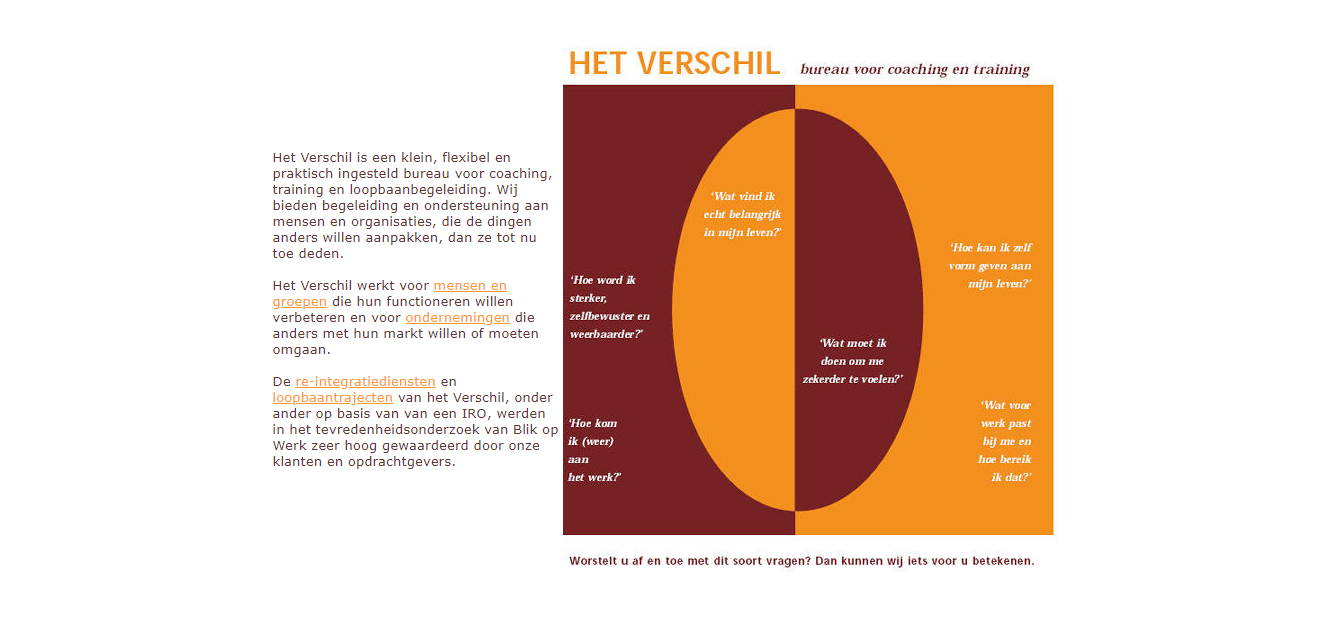 HET VERSCHIL bureau voor coaching en training
Het Verschil is een klein, flexibel en
praktisch ingesteld bureau voor coaching,
training en loopbaanbegeleiding. Wij
bieden begeleiding en ondersteuning aan
mensen en organisaties, die de dingen
anders willen aanpakken, dan ze tot nu
toe deden.
Het Verschil werkt voor mensen en
groepen die hun functioneren willen
verbeteren en voor ondernemingen die
anders met hun markt willen of moeten
omgaan.
De re-integratiediensten en
loopbaantrajecten van het Verschil, onder
ander op basis van van een IRO, werden
in het tevredenheidsonderzoek van Blik op
Werk zeer hoog gewaardeerd door onze
klanten en opdrachtgevers.
‘Wat vind ik
echt belangrijk
in mijn leven?’
‘Hoe kan ik zelf
vorm geven aan
mijn leven?’
‘Hoe word ik
sterker,
zelfbewuster en
weerbaarder?’
‘Wat moet ik
doen om me
zekerder te voelen?’
‘Hoe kom
ik (weer)
aan
het werk?’
‘Wat voor
werk past
bij me en
hoe bereik
ik dat?’
Worstelt u af en toe met dit soort vragen? Dan kunnen wij iets voor u betekenen.